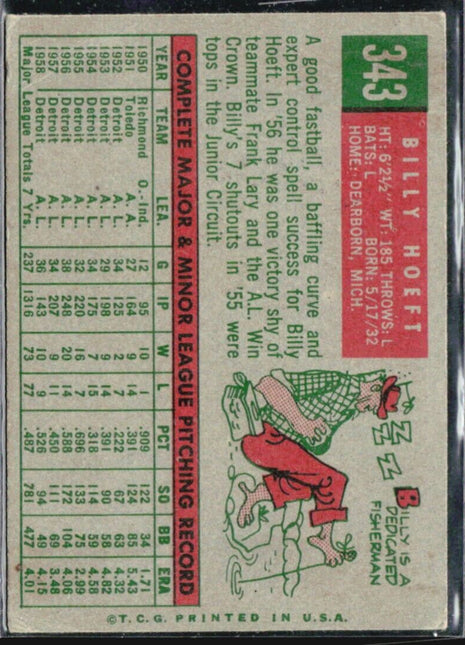 343
BILLY HOEFT
HT: 6'2½" WT: 185 THROWS: L
BATS: L BORN: 5/17/32
HOME: DEARBORN, MICH.
A good fastball, a baffling curve and
expert control spell success for Billy
Hoeft. In '56 he was one victory shy of
teammate Frank Lary and the A.L. Win
Crown. Billy's 7 shutouts in '55 were
tops in the Junior Circuit.
Z Z Z
BILLY IS A
DEDICATED
FISHERMAN
COMPLETE MAJOR & MINOR LEAGUE PITCHING RECORD
YEAR TEAM LEA. G IP W L PCT SO BB ERA
1950 Richmond O.-Ind. 12 95 10 1 .909 122 34 1.71
1951 Toledo A. A. 27 164 9 14 .391 124 85 5.43
1952 Detroit A. L. 34 125 2 7 .222 67 63 4.32
1953 Detroit A. L. 29 198 9 14 .391 90 58 4.82
1954 Detroit A. L. 34 175 7 15 .318 114 59 4.58
1955 Detroit A. L. 32 220 16 7 .696 133 75 2.99
1956 Detroit A. L. 38 248 20 14 .588 172 104 4.06
1957 Detroit A. L. 34 207 9 11 .450 111 69 3.48
1958 Detroit A. L. 36 143 10 9 .526 94 49 4.15
Major League Totals 7 Yrs. 237 1316 73 77 .487 781 477 4.01
© T.C.G. PRINTED IN U.S.A.